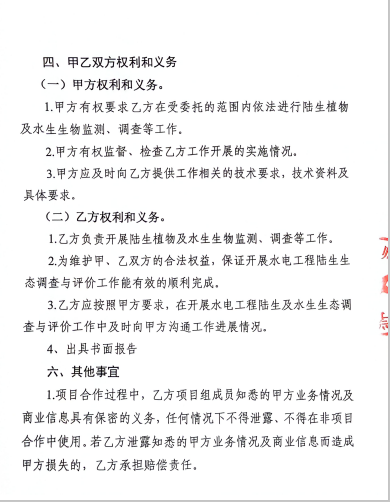 四、甲乙双方权利和义务
（一）甲方权利和义务。
1.甲方有权要求乙方在受委托的范围内依法进行陆生植物
及水生生物监测、调查等工作。
2.甲方有权监督、检查乙方工作开展的实施情况。
3.甲方应及时向乙方提供工作相关的技术要求，技术资料及
具体要求。
（二）乙方权利和义务。
1.乙方负责开展陆生植物及水生生物监测、调查等工作。
2.为维护甲、乙双方的合法权益，保证开展水电工程陆生生
态调查与评价工作能有效的顺利完成。
3.乙方应按照甲方要求，在开展水电工程陆生及水生生态调
查与评价工作中及时向甲方沟通工作进展情况。
4、出具书面报告
六、其他事宜
1.项目合作过程中，乙方项目组成员知悉的甲方业务情况及
商业信息具有保密的义务，任何情况下不得泄露、不得在非项目
合作中使用。若乙方泄露知悉的甲方业务情况及商业信息而造成
甲方损失的，乙方承担赔偿责任。